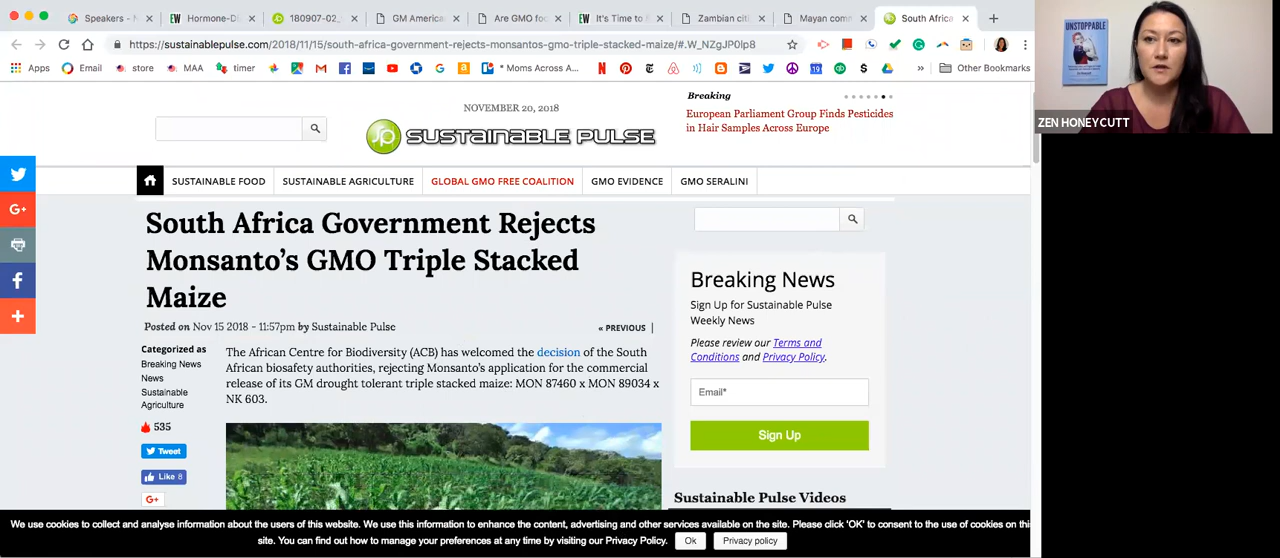 Speakers - M
Hormone-Di
180907-02_
GM America
Are GMO fo
It's Time to
Zambian citi
Mayan comm
South Africa
https://sustainablepulse.com/2018/11/15/south-africa-government-rejects-monsantos-gmo-triple-stacked-maize/#.W_NZgJP0lp8
Apps
Email
store
MAA
timer
* Moms Across A...
Other Bookmarks
UNSTOPPABLE
ZEN HONEYCUTT
NOVEMBER 20, 2018
SUSTAINABLE PULSE
Breaking
European Parliament Group Finds Pesticides
in Hair Samples Across Europe
SUSTAINABLE FOOD
SUSTAINABLE AGRICULTURE
GLOBAL GMO FREE COALITION
GMO EVIDENCE
GMO SERALINI
South Africa Government Rejects
Monsanto's GMO Triple Stacked
Maize
Posted on Nov 15 2018 - 11:57pm by Sustainable Pulse
« PREVIOUS |
Categorized as
Breaking News
News
Sustainable
Agriculture
535
Tweet
Like 8
G+
The African Centre for Biodiversity (ACB) has welcomed the decision of the South
African biosafety authorities, rejecting Monsanto's application for the commercial
release of its GM drought tolerant triple stacked maize: MON 87460 x MON 89034 x
NK 603.
Breaking News
Sign Up for Sustainable Pulse
Weekly News
Please review our Terms and
Conditions and Privacy Policy.
Email*
Sign Up
Sustainable Pulse Videos
We use cookies to collect and analyse information about the users of this website. We use this information to enhance the content, advertising and other services available on the site. Please click 'OK' to consent to the use of cookies on thi
site. You can find out how to manage your preferences at any time by visiting our Privacy Policy.
Ok
Privacy policy